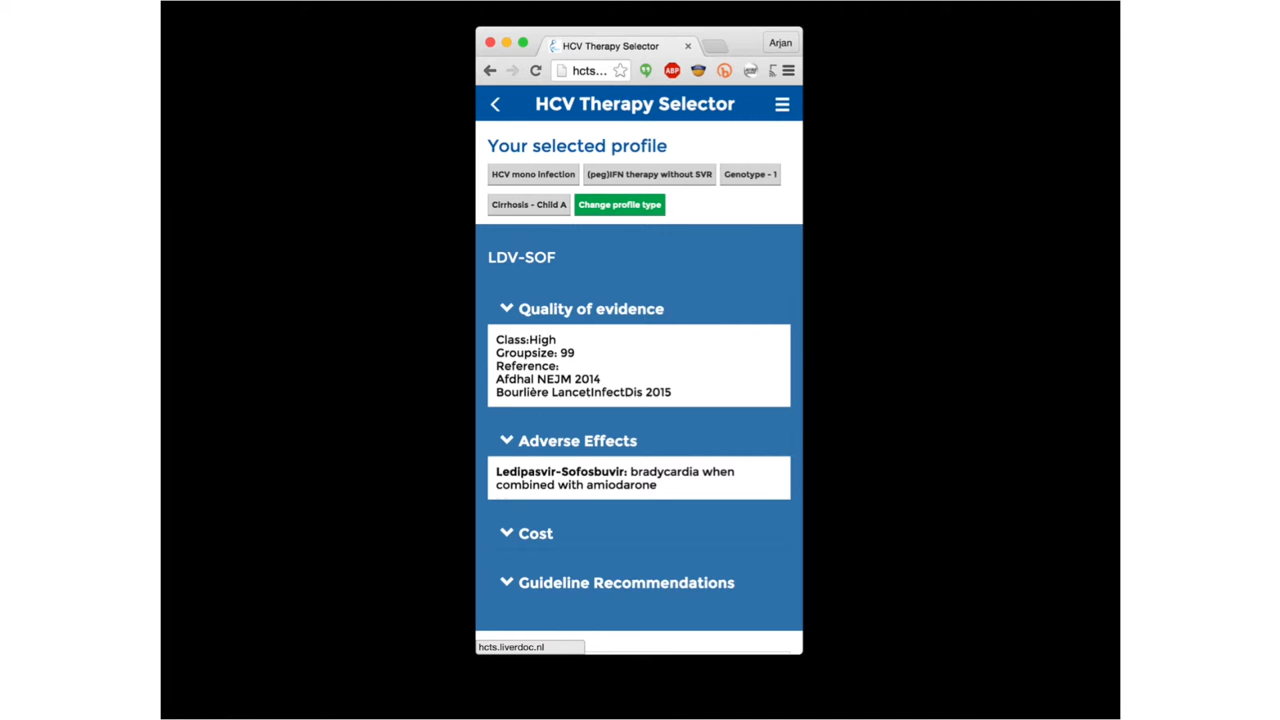 HCV Therapy Selector
Arjan
hcts...
ABP
HCV Therapy Selector
Your selected profile
HCV mono infection
(peg)IFN therapy without SVR
Genotype - 1
Cirrhosis - Child A
Change profile type
LDV-SOF
Quality of evidence
Class:High
Groupsize: 99
Reference:
Afdhal NEJM 2014
Bourlière LancetInfectDis 2015
Adverse Effects
Ledipasvir-Sofosbuvir: bradycardia when
combined with amiodarone
Cost
Guideline Recommendations
hcts.liverdoc.nl